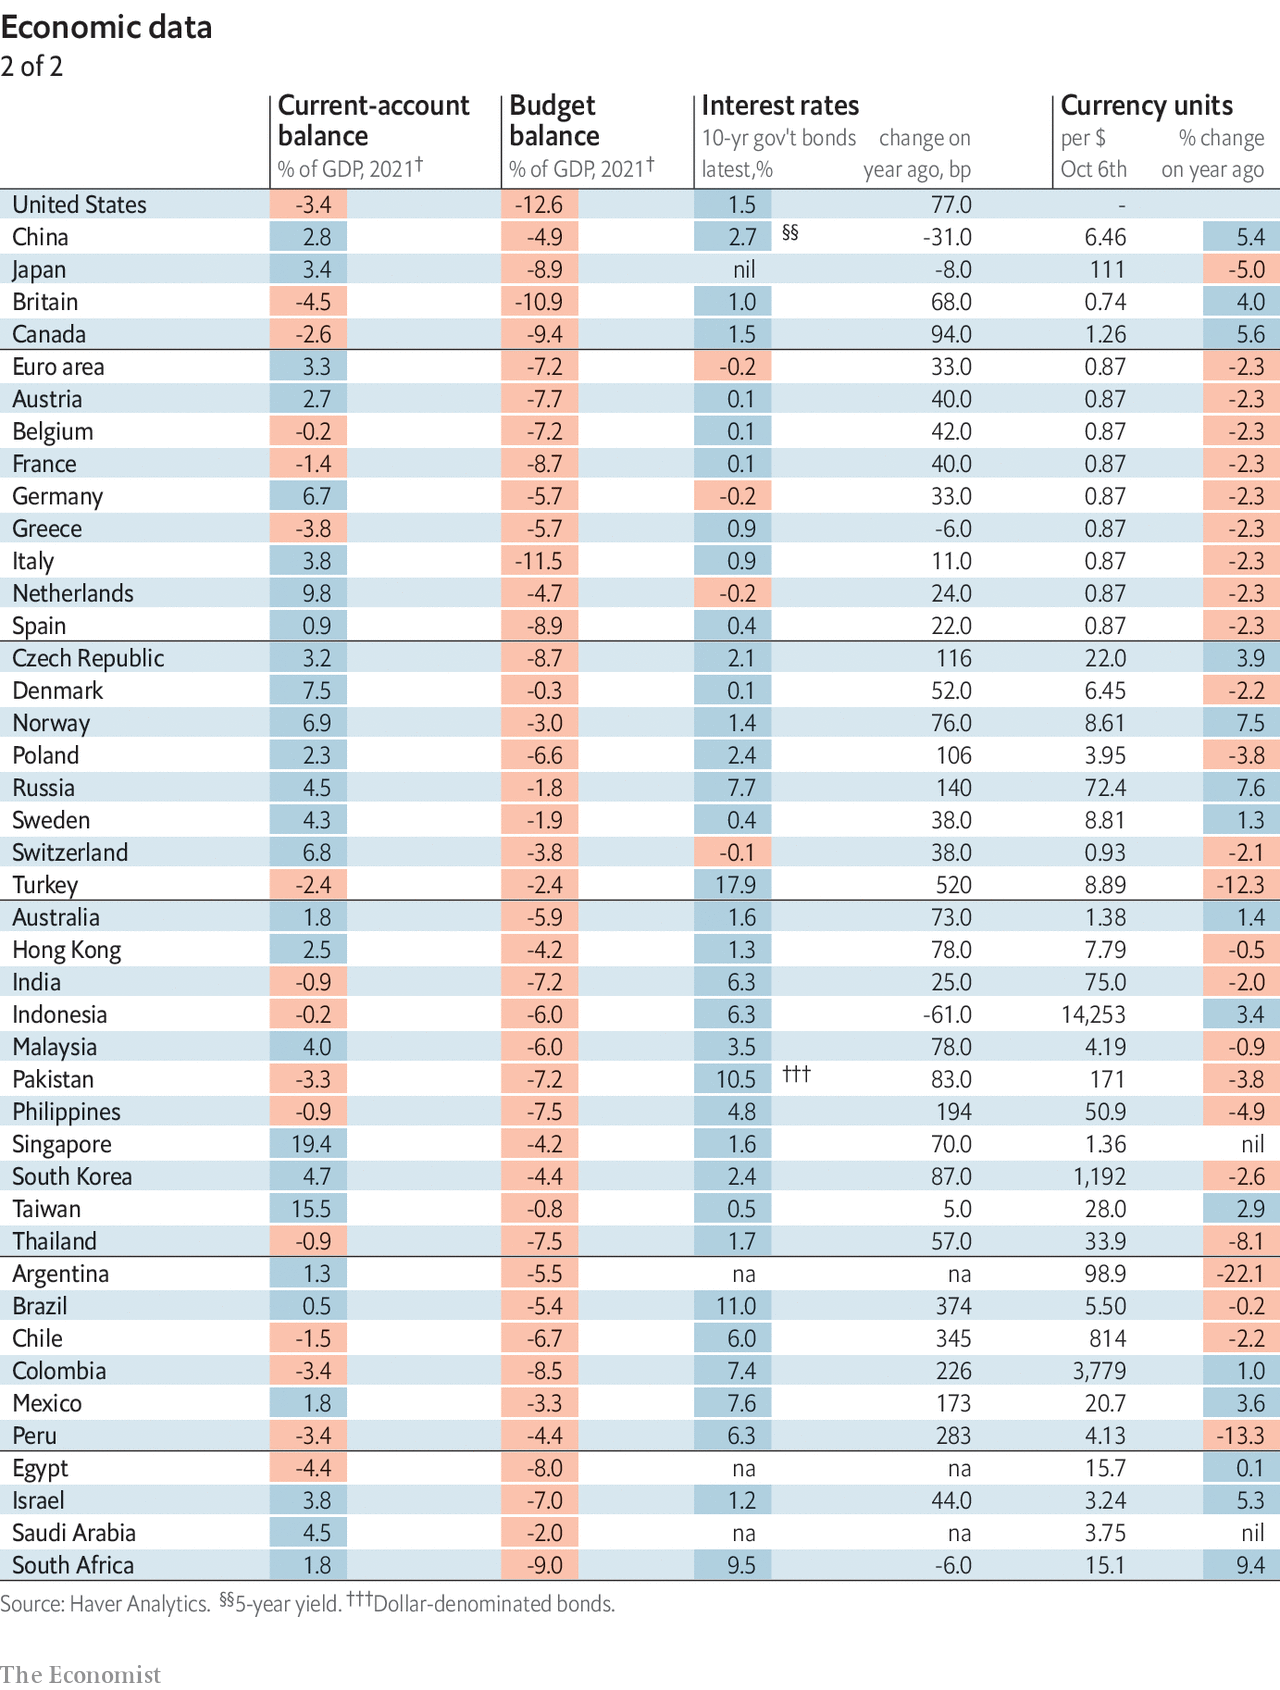 Economic data
2 of 2
Current-account balance % of GDP, 2021† Budget balance % of GDP, 2021† Interest rates 10-yr gov't bonds latest,% change on year ago, bp Currency units per $ Oct 6th % change on year ago
United States -3.4 -12.6 1.5 77.0 -
China 2.8 -4.9 2.7 §§ -31.0 6.46 5.4
Japan 3.4 -8.9 nil -8.0 111 -5.0
Britain -4.5 -10.9 1.0 68.0 0.74 4.0
Canada -2.6 -9.4 1.5 94.0 1.26 5.6
Euro area 3.3 -7.2 -0.2 33.0 0.87 -2.3
Austria 2.7 -7.7 0.1 40.0 0.87 -2.3
Belgium -0.2 -7.2 0.1 42.0 0.87 -2.3
France -1.4 -8.7 0.1 40.0 0.87 -2.3
Germany 6.7 -5.7 -0.2 33.0 0.87 -2.3
Greece -3.8 -5.7 0.9 -6.0 0.87 -2.3
Italy 3.8 -11.5 0.9 11.0 0.87 -2.3
Netherlands 9.8 -4.7 -0.2 24.0 0.87 -2.3
Spain 0.9 -8.9 0.4 22.0 0.87 -2.3
Czech Republic 3.2 -8.7 2.1 116 22.0 3.9
Denmark 7.5 -0.3 0.1 52.0 6.45 -2.2
Norway 6.9 -3.0 1.4 76.0 8.61 7.5
Poland 2.3 -6.6 2.4 106 3.95 -3.8
Russia 4.5 -1.8 7.7 140 72.4 7.6
Sweden 4.3 -1.9 0.4 38.0 8.81 1.3
Switzerland 6.8 -3.8 -0.1 38.0 0.93 -2.1
Turkey -2.4 -2.4 17.9 520 8.89 -12.3
Australia 1.8 -5.9 1.6 73.0 1.38 1.4
Hong Kong 2.5 -4.2 1.3 78.0 7.79 -0.5
India -0.9 -7.2 6.3 25.0 75.0 -2.0
Indonesia -0.2 -6.0 6.3 -61.0 14,253 3.4
Malaysia 4.0 -6.0 3.5 78.0 4.19 -0.9
Pakistan -3.3 -7.2 10.5 ††† 83.0 171 -3.8
Philippines -0.9 -7.5 4.8 194 50.9 -4.9
Singapore 19.4 -4.2 1.6 70.0 1.36 nil
South Korea 4.7 -4.4 2.4 87.0 1,192 -2.6
Taiwan 15.5 -0.8 0.5 5.0 28.0 2.9
Thailand -0.9 -7.5 1.7 57.0 33.9 -8.1
Argentina 1.3 -5.5 na na 98.9 -22.1
Brazil 0.5 -5.4 11.0 374 5.50 -0.2
Chile -1.5 -6.7 6.0 345 814 -2.2
Colombia -3.4 -8.5 7.4 226 3,779 1.0
Mexico 1.8 -3.3 7.6 173 20.7 3.6
Peru -3.4 -4.4 6.3 283 4.13 -13.3
Egypt -4.4 -8.0 na na 15.7 0.1
Israel 3.8 -7.0 1.2 44.0 3.24 5.3
Saudi Arabia 4.5 -2.0 na na 3.75 nil
South Africa 1.8 -9.0 9.5 -6.0 15.1 9.4
Source: Haver Analytics. §§5-year yield. †††Dollar-denominated bonds.
The Economist